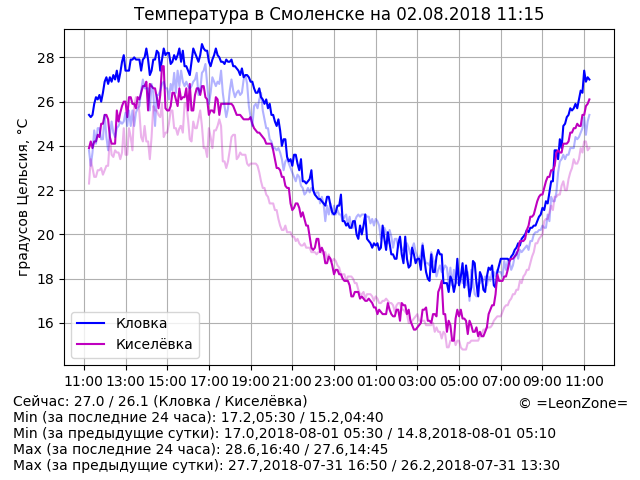 Температура в Смоленске на 02.08.2018 11:15
градусов Цельсия, °C
28
26
24
22
20
18
16
Кловка
Киселёвка
11:00 13:00 15:00 17:00 19:00 21:00 23:00 01:00 03:00 05:00 07:00 09:00 11:00
Сейчас: 27.0 / 26.1 (Кловка / Киселёвка)
© =LeonZone=
Min (за последние 24 часа): 17.2,05:30 / 15.2,04:40
Min (за предыдущие сутки): 17.0,2018-08-01 05:30 / 14.8,2018-08-01 05:10
Max (за последние 24 часа): 28.6,16:40 / 27.6,14:45
Max (за предыдущие сутки): 27.7,2018-07-31 16:50 / 26.2,2018-07-31 13:30